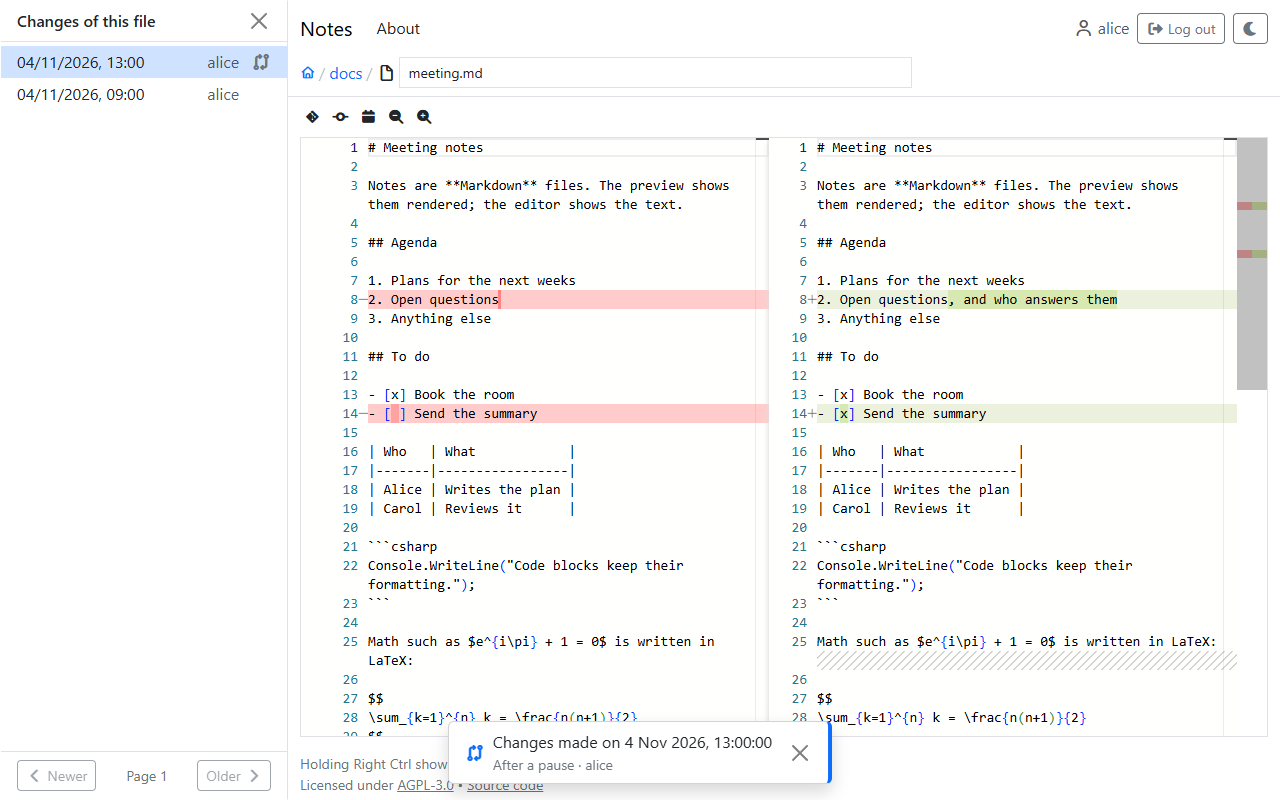 Changes of this file
04/11/2026, 13:00 alice
04/11/2026, 09:00 alice
Newer Page 1 Older
Notes About alice Log out
/ docs / meeting.md
1 # Meeting notes
2
3 Notes are **Markdown** files. The preview shows
them rendered; the editor shows the text.
4
5 ## Agenda
6
7 1. Plans for the next weeks
8 2. Open questions
9 3. Anything else
10
11 ## To do
12
13 - [x] Book the room
14 - [ ] Send the summary
15
16 | Who   | What            |
17 |-------|-----------------|
18 | Alice | Writes the plan |
19 | Carol | Reviews it      |
20
21 ```csharp
22 Console.WriteLine("Code blocks keep their
formatting.");
23 ```
24
25 Math such as $e^{i\pi} + 1 = 0$ is written in
LaTeX:
26
27 $$
28 \sum_{k=1}^{n} k = \frac{n(n+1)}{2}
29 $$
1 # Meeting notes
2
3 Notes are **Markdown** files. The preview shows
them rendered; the editor shows the text.
4
5 ## Agenda
6
7 1. Plans for the next weeks
8+ 2. Open questions, and who answers them
9 3. Anything else
10
11 ## To do
12
13 - [x] Book the room
14+ - [x] Send the summary
15
16 | Who   | What            |
17 |-------|-----------------|
18 | Alice | Writes the plan |
19 | Carol | Reviews it      |
20
21 ```csharp
22 Console.WriteLine("Code blocks keep their
formatting.");
23 ```
24
25 Math such as $e^{i\pi} + 1 = 0$ is written in LaTeX:
26
27 $$
28 \sum_{k=1}^{n} k = \frac{n(n+1)}{2}
Changes made on 4 Nov 2026, 13:00:00
After a pause · alice
Holding Right Ctrl show
Licensed under AGPL-3.0 • Source code